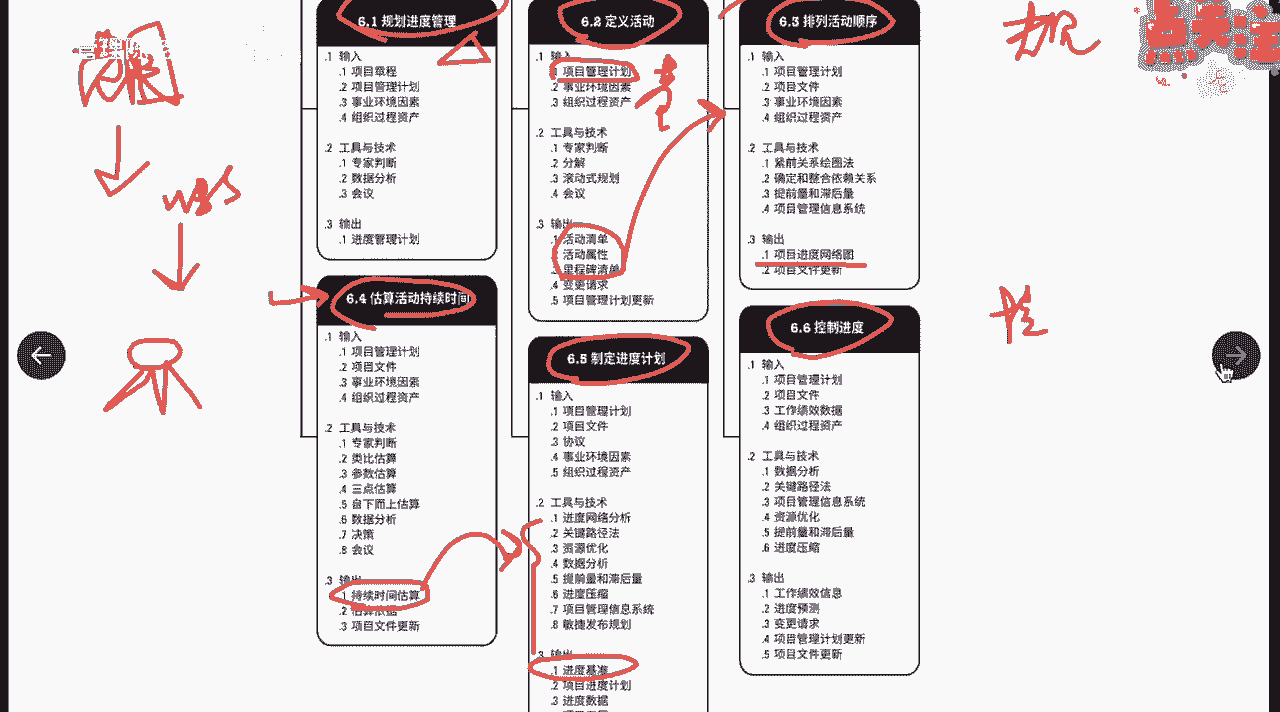 点关注
6.1 规划进度管理
.1 输入
.1 项目章程
.2 项目管理计划
.3 事业环境因素
.4 组织过程资产
.2 工具与技术
.1 专家判断
.2 数据分析
.3 会议
.3 输出
.1 进度管理计划
6.2 定义活动
.1 输入
.1 项目管理计划
.2 事业环境因素
.3 组织过程资产
.2 工具与技术
.1 专家判断
.2 分解
.3 滚动式规划
.4 会议
.3 输出
.1 活动清单
.2 活动属性
.3 里程碑清单
.4 变更请求
.5 项目管理计划更新
6.3 排列活动顺序
.1 输入
.1 项目管理计划
.2 项目文件
.3 事业环境因素
.4 组织过程资产
.2 工具与技术
.1 紧前关系绘图法
.2 确定和整合依赖关系
.3 提前量和滞后量
.4 项目管理信息系统
.3 输出
.1 项目进度网络图
.2 项目文件更新
6.4 估算活动持续时间
.1 输入
.1 项目管理计划
.2 项目文件
.3 事业环境因素
.4 组织过程资产
.2 工具与技术
.1 专家判断
.2 类比估算
.3 参数估算
.4 三点估算
.5 自下而上估算
.6 数据分析
.7 决策
.8 会议
.3 输出
.1 持续时间估算
.2 估算依据
.3 项目文件更新
6.5 制定进度计划
.1 输入
.1 项目管理计划
.2 项目文件
.3 协议
.4 事业环境因素
.5 组织过程资产
.2 工具与技术
.1 进度网络分析
.2 关键路径法
.3 资源优化
.4 数据分析
.5 提前量和滞后量
.6 进度压缩
.7 项目管理信息系统
.8 敏捷发布规划
.3 输出
.1 进度基准
.2 项目进度计划
.3 进度数据
6.6 控制进度
.1 输入
.1 项目管理计划
.2 项目文件
.3 工作绩效数据
.4 组织过程资产
.2 工具与技术
.1 数据分析
.2 关键路径法
.3 项目管理信息系统
.4 资源优化
.5 提前量和滞后量
.6 进度压缩
.3 输出
.1 工作绩效信息
.2 进度预测
.3 变更请求
.4 项目管理计划更新
.5 项目文件更新
WBS